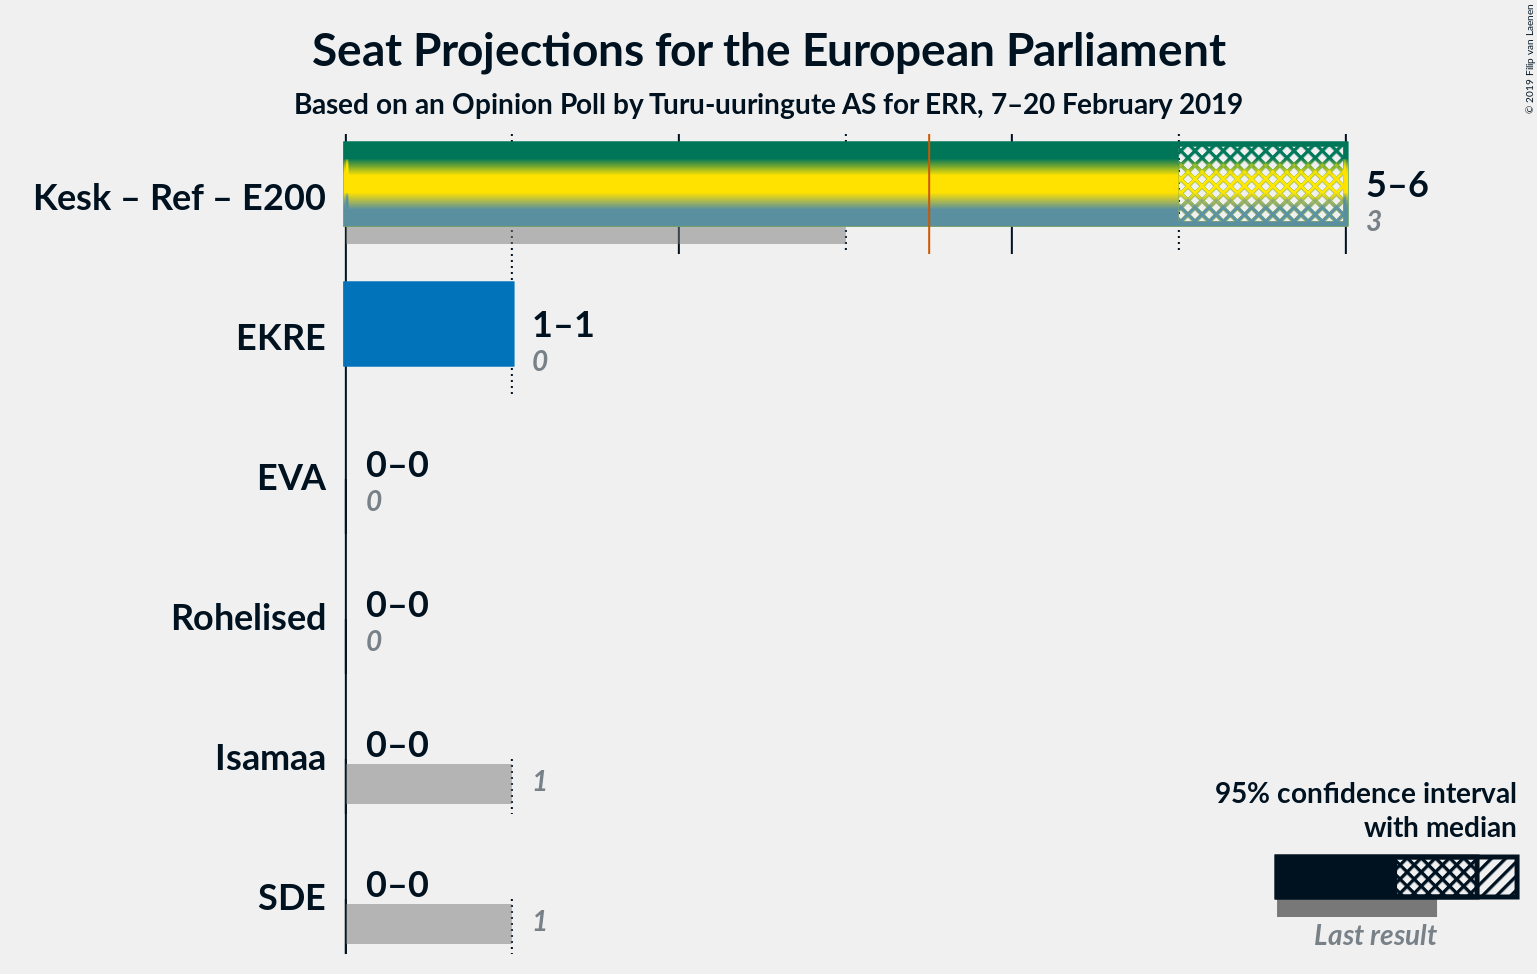 Seat Projections for the European Parliament
Based on an Opinion Poll by Turu-uuringute AS for ERR, 7–20 February 2019
© 2019 Filip van Laenen
Kesk – Ref – E200
5–6
3
EKRE
1–1
0
EVA
0–0
0
Rohelised
0–0
0
Isamaa
0–0
1
SDE
0–0
1
95% confidence interval
with median
Last result